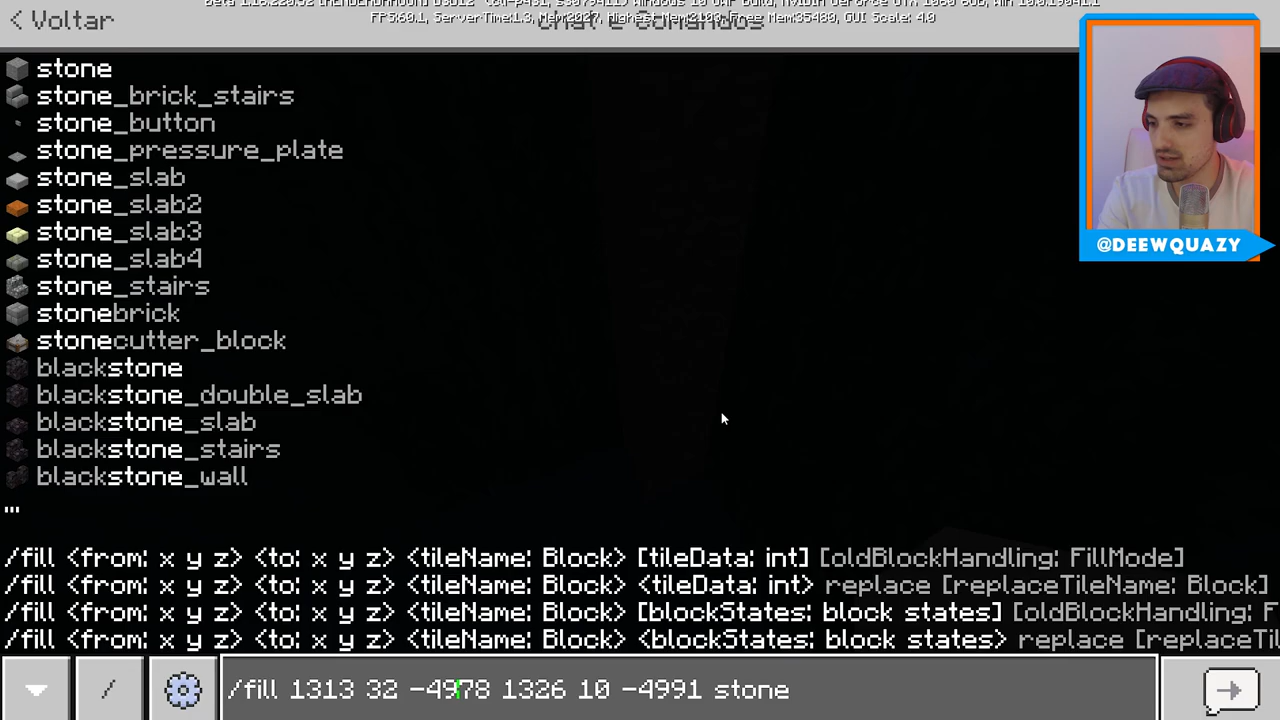 Voltar
Chat e Comandos
stone
stone_brick_stairs
stone_button
stone_pressure_plate
stone_slab
stone_slab2
stone_slab3
stone_slab4
stone_stairs
stonebrick
stonecutter_block
blackstone
blackstone_double_slab
blackstone_slab
blackstone_stairs
blackstone_wall
...
/fill <from: x y z> <to: x y z> <tileName: Block> [tileData: int] [oldBlockHandling: FillMode]
/fill <from: x y z> <to: x y z> <tileName: Block> <tileData: int> replace [replaceTileName: Block]
/fill <from: x y z> <to: x y z> <tileName: Block> [blockStates: block states] [oldBlockHandling: F
/fill <from: x y z> <to: x y z> <tileName: Block> <blockStates: block states> replace [replaceTil
/
/fill 1313 32 -4978 1326 10 -4991 stone
@DEEWQUAZY